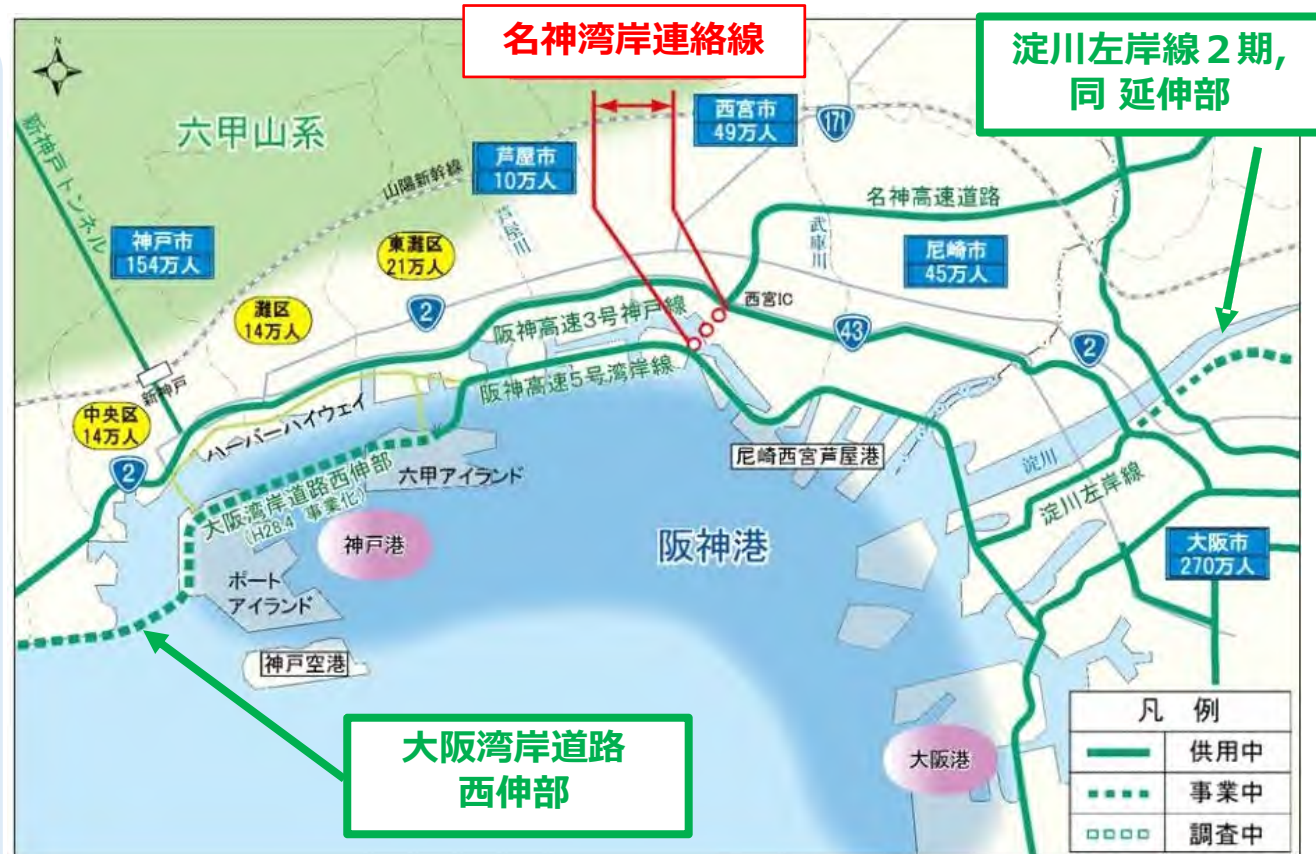 名神湾岸連絡線
淀川左岸線２期,
同 延伸部
N
六甲山系
新神戸トンネル
山陽新幹線
芦屋市
10万人
西宮市
49万人
171
名神高速道路
神戸市
154万人
東灘区
21万人
芦屋川
武庫川
尼崎市
45万人
灘区
14万人
2
阪神高速3号神戸線
西宮IC
43
2
新神戸
阪神高速5号湾岸線
中央区
14万人
ハーバーハイウェイ
2
大阪湾岸道路西伸部
(H28.4 事業化)
六甲アイランド
尼崎西宮芦屋港
淀川
淀川左岸線
神戸港
阪神港
大阪市
270万人
ポート
アイランド
神戸空港
大阪湾岸道路
西伸部
大阪港
凡 例
供用中
事業中
調査中